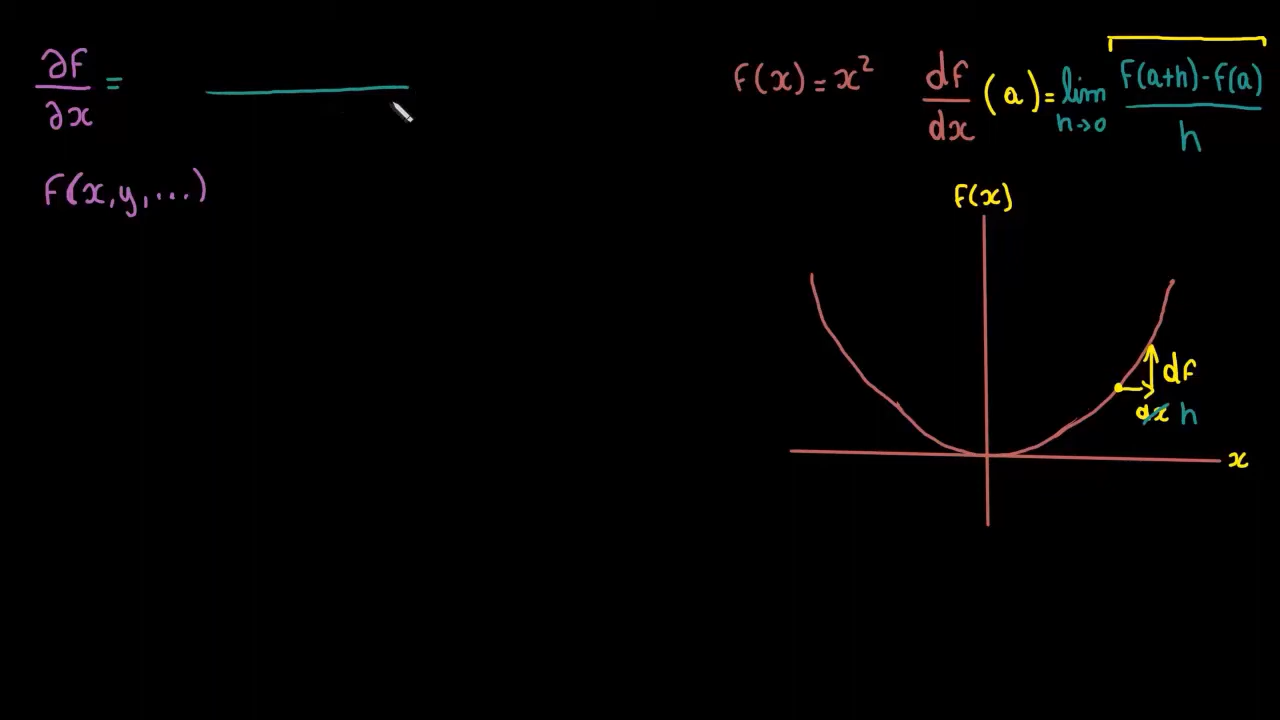 ∂f/∂x =
F(x,y,...)
F(x) = x² df/dx (a) = lim h→0 F(a+h)-f(a)/h
F(x)
df
dx h
x